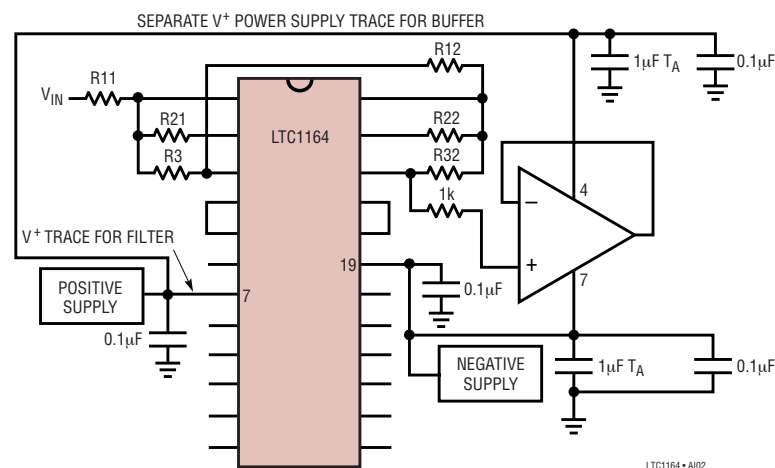 SEPARATE V+ POWER SUPPLY TRACE FOR BUFFER
R12
1µF TA
0.1µF
R11
VIN
LTC1164
R21
R22
R3
R32
1k
4
–
+
7
V+ TRACE FOR FILTER
19
POSITIVE
SUPPLY
7
0.1µF
0.1µF
NEGATIVE
SUPPLY
1µF TA
0.1µF
LTC1164 • AI02